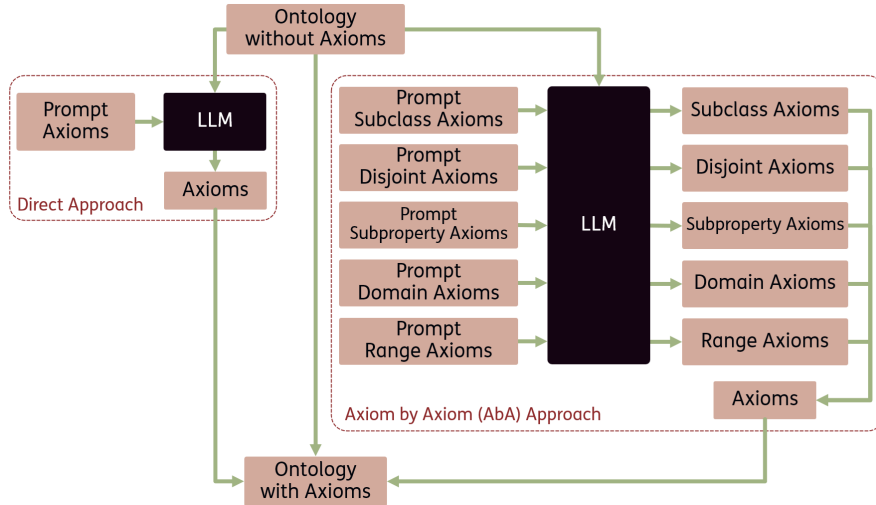 Ontology
without Axioms
Prompt
Axioms
LLM
Axioms
Direct Approach
Prompt
Subclass Axioms
Prompt
Disjoint Axioms
Prompt
Subproperty Axioms
Prompt
Domain Axioms
Prompt
Range Axioms
LLM
Subclass Axioms
Disjoint Axioms
Subproperty Axioms
Domain Axioms
Range Axioms
Axioms
Axiom by Axiom (AbA) Approach
Ontology
with Axioms